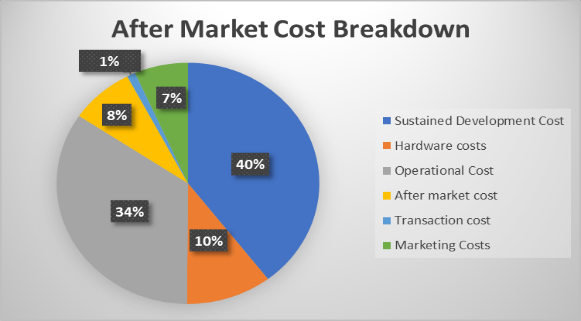 After Market Cost Breakdown
1%
7%
8%
40%
34%
10%
Sustained Development Cost
Hardware costs
Operational Cost
After market cost
Transaction cost
Marketing Costs